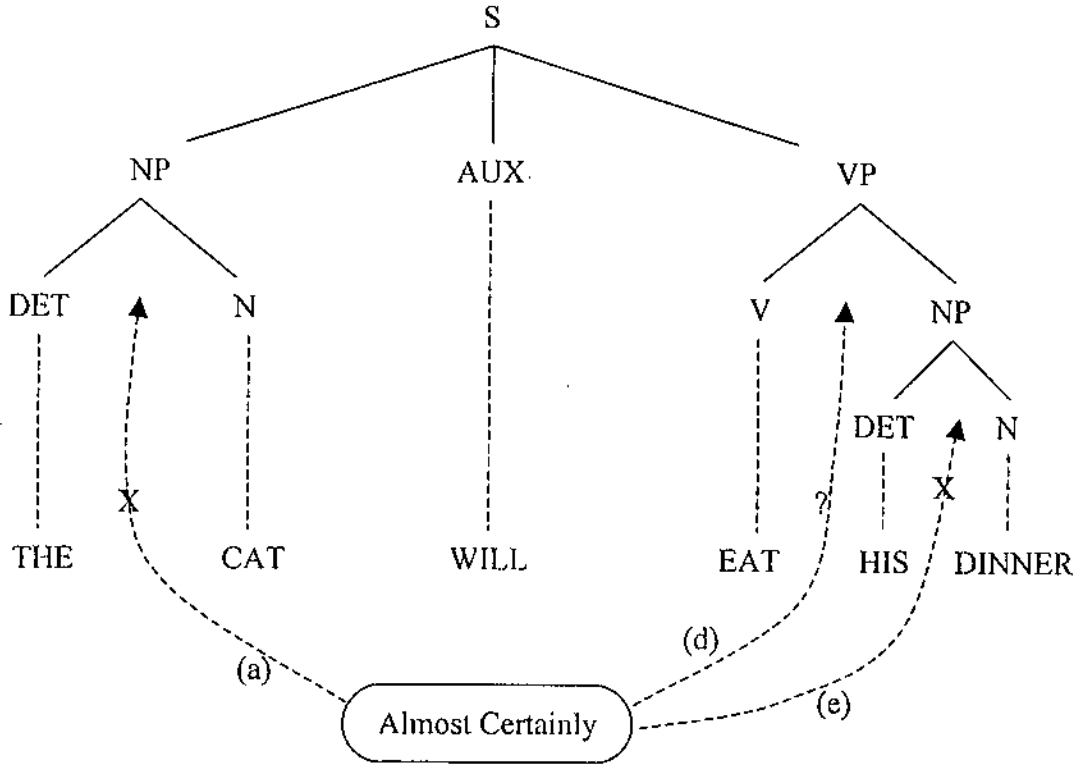 S
NP AUX VP
DET N V NP
DET N
X ? X
THE CAT WILL EAT HIS DINNER
(a) (d) (e)
Almost Certainly